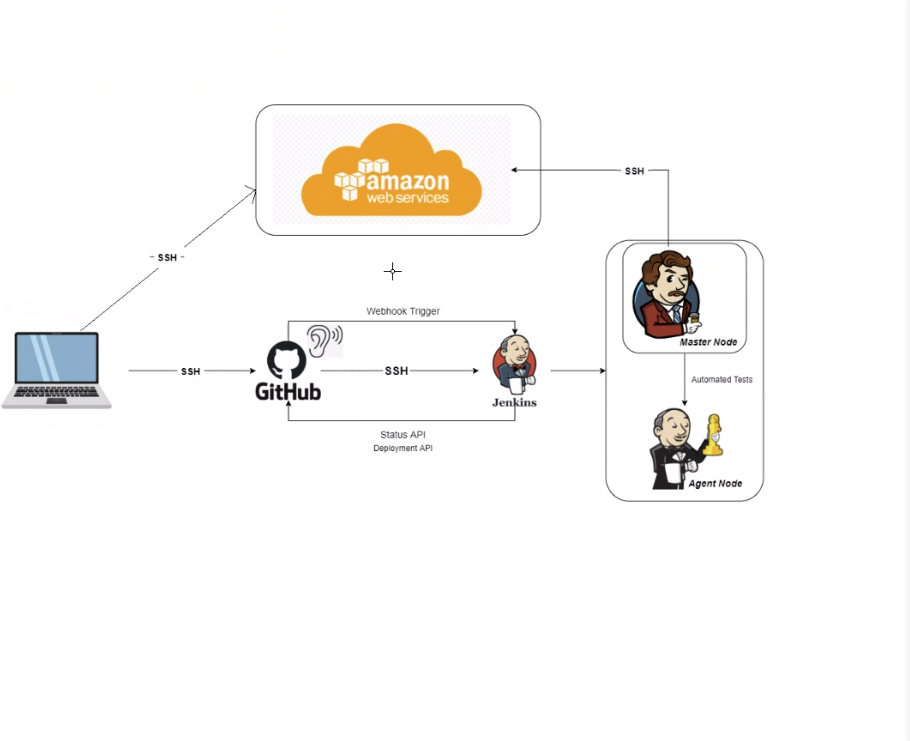 amazon
web services
SSH
- SSH -
Master Node
Webhook Trigger
SSH
GitHub
SSH
Jenkins
Automated Tests
Status API
Deployment API
Agent Node